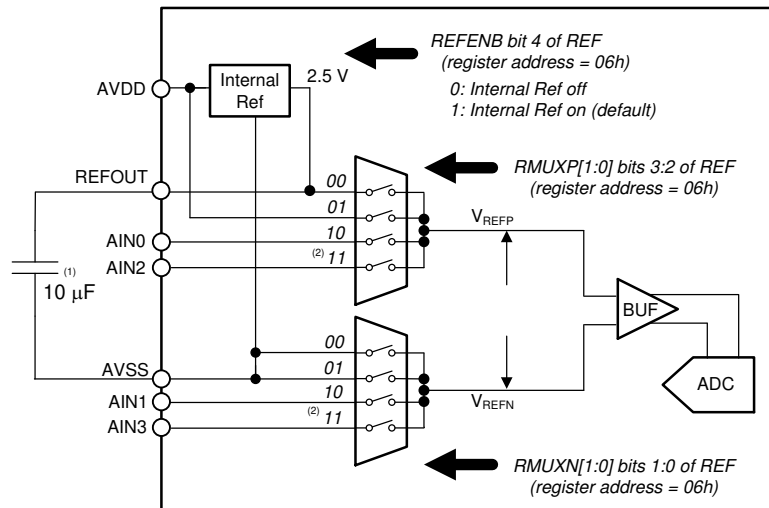 REFENB bit 4 of REF
(register address = 06h)
0: Internal Ref off
1: Internal Ref on (default)
AVDD
Internal
Ref
2.5 V
REFOUT
00
RMUXP[1:0] bits 3:2 of REF
(register address = 06h)
01
AIN0
10
VREFP
AIN2
(2) 11
(1)
10 µF
BUF
00
AVSS
01
ADC
AIN1
10
VREFN
AIN3
(2) 11
RMUXN[1:0] bits 1:0 of REF
(register address = 06h)